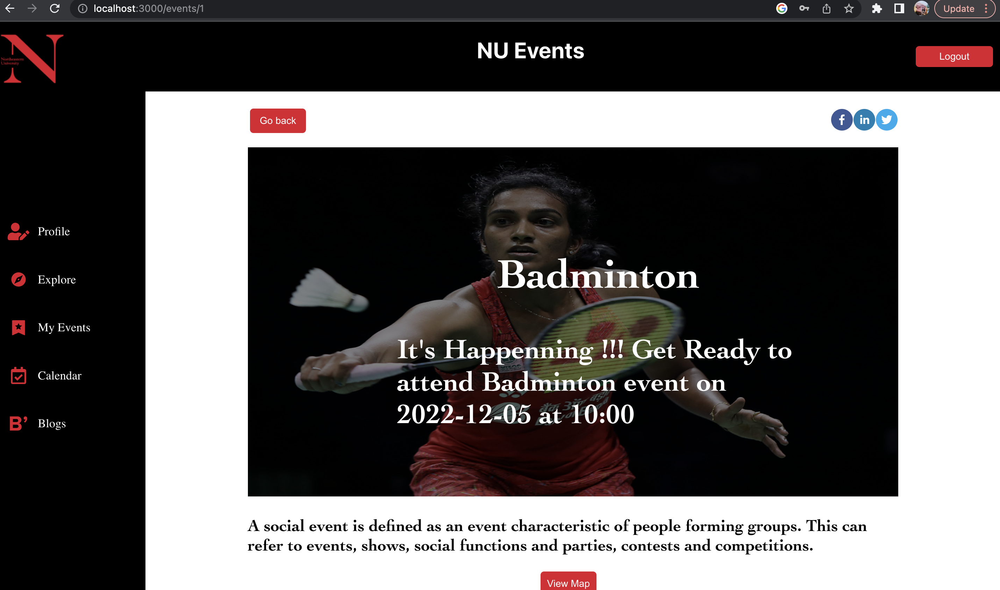 localhost:3000/events/1
Update
Northeastern
University
NU Events
Logout
Go back
Profile
Explore
My Events
Calendar
B’ Blogs
Badminton
It's Happenning !!! Get Ready to
attend Badminton event on
2022-12-05 at 10:00
A social event is defined as an event characteristic of people forming groups. This can
refer to events, shows, social functions and parties, contests and competitions.
View Map